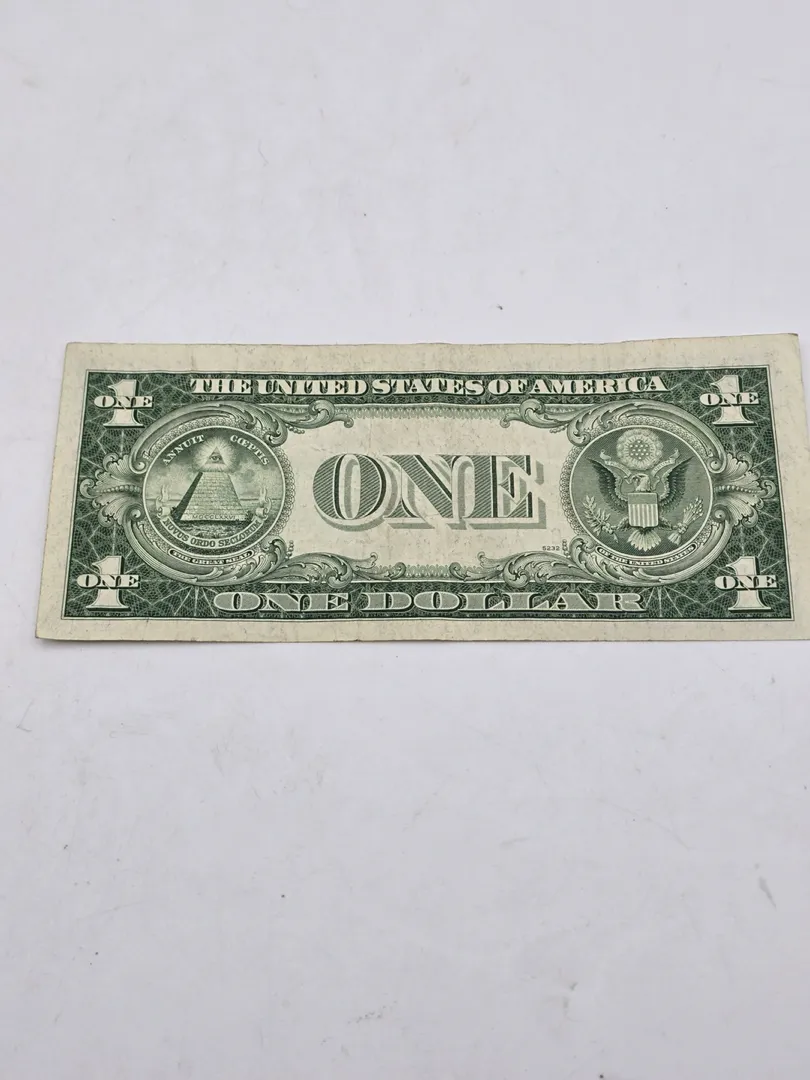 THE UNITED STATES OF AMERICA
1
ONE
1
ONE
ANNUIT CŒPTIS
NOVUS ORDO SECLORUM
THE GREAT SEAL
ONE
5232
OF THE UNITED STATES
1
ONE
1
ONE
ONE DOLLAR